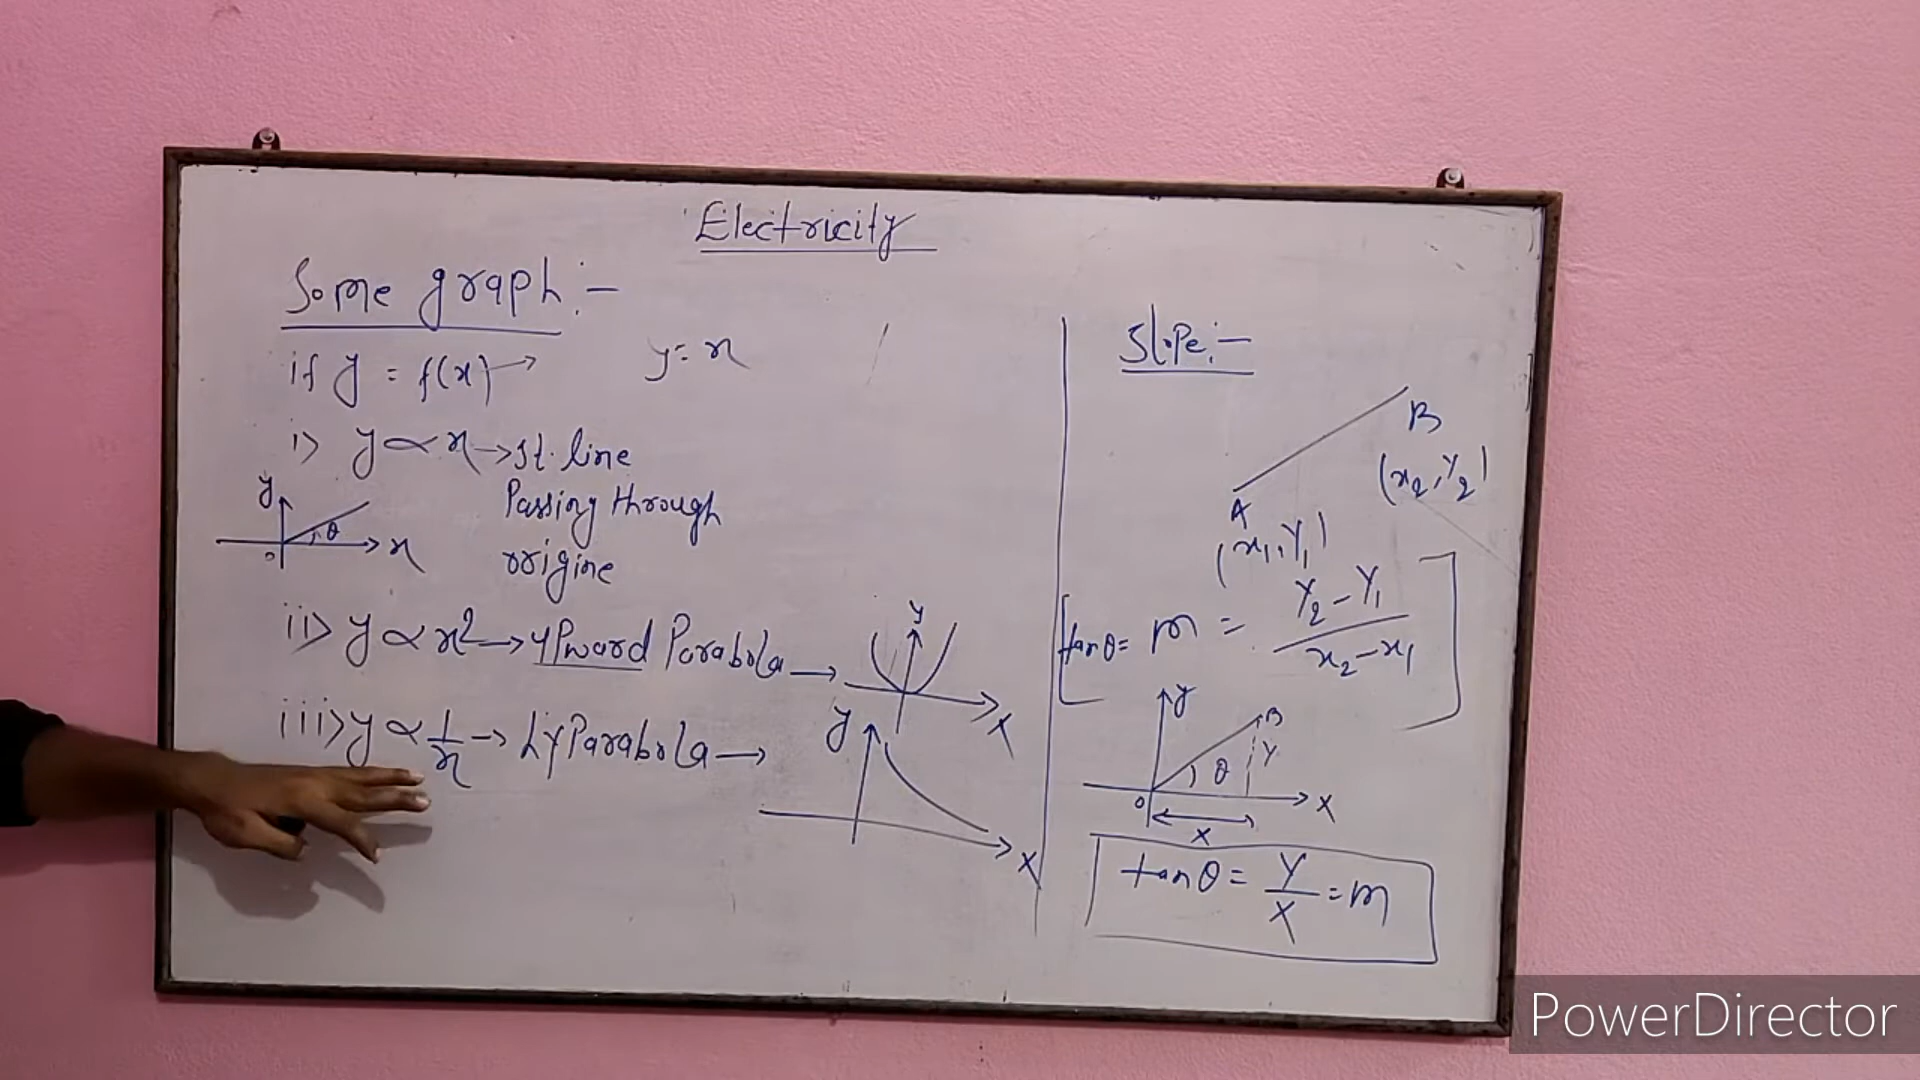 Electricity
Some graph :-
if y = f(x) →
y = x
i) y ∝ x → st. line
Passing through
origine
y
θ
o
x
ii) y ∝ x² → upward Parabola →
y
x
iii) y ∝ 1/x → hyParabola →
y
x
Slope :-
B
(x₂, y₂)
A
(x₁, y₁)
tanθ = m = Y₂ - Y₁ / x₂ - x₁
y
B
Y
θ
o
x
x
tanθ = Y/X = m
PowerDirector